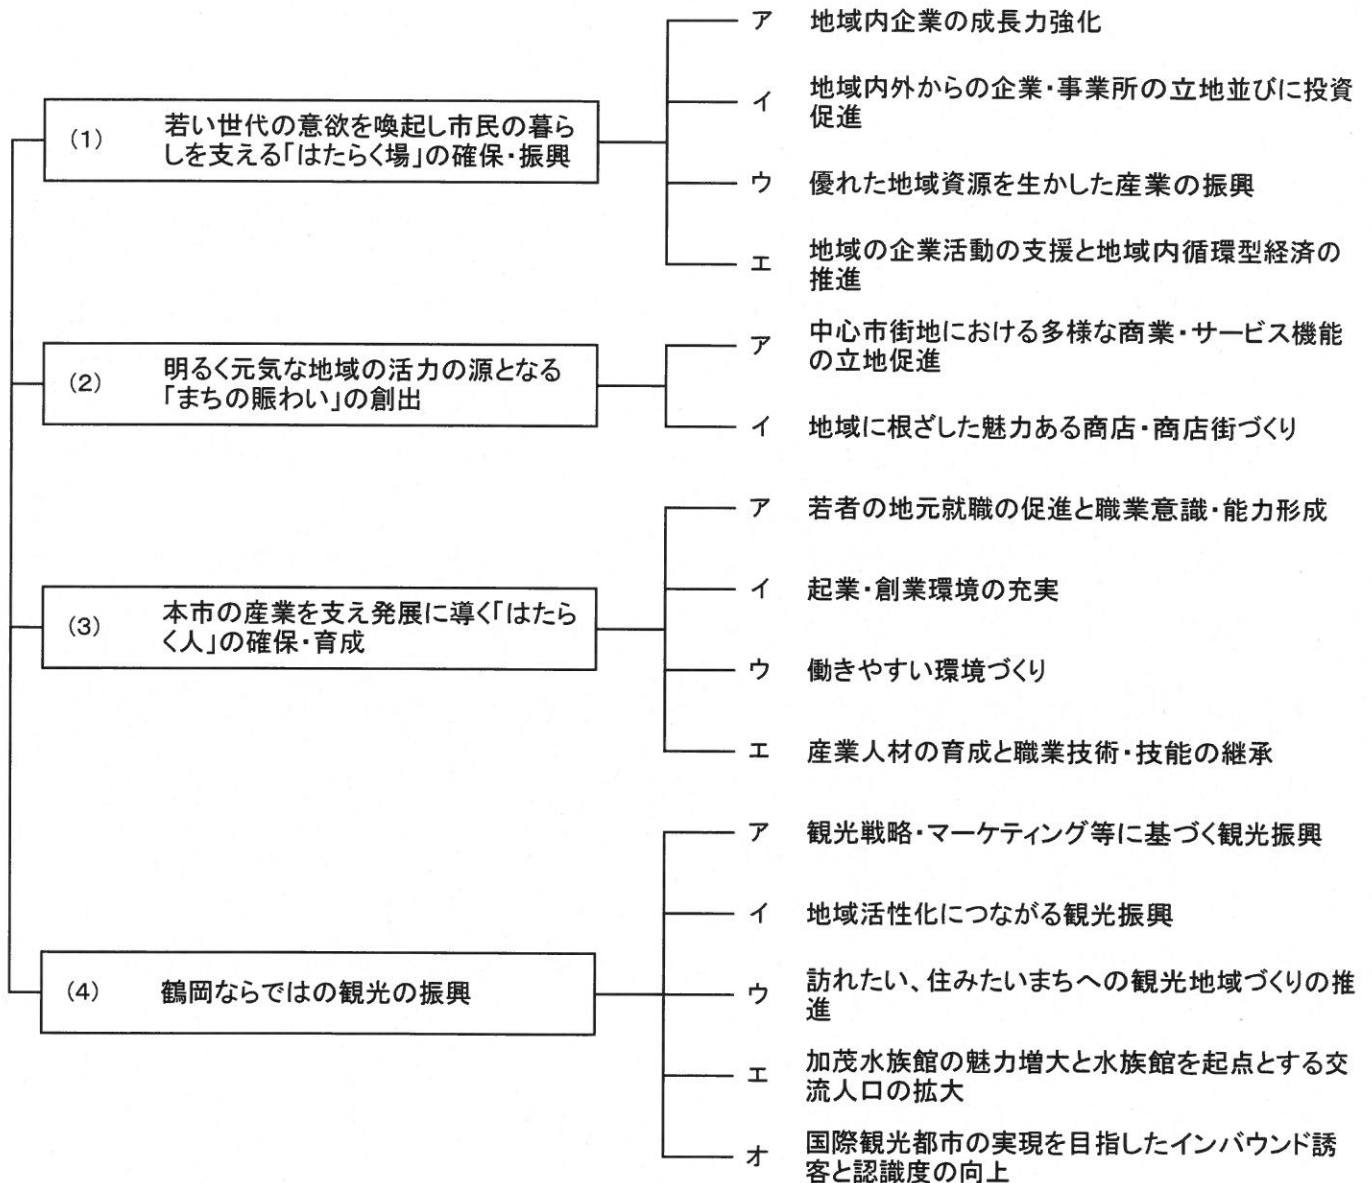 (1) 若い世代の意欲を喚起し市民の暮ら
しを支える「はたらく場」の確保・振興
ア 地域内企業の成長力強化
イ 地域内外からの企業・事業所の立地並びに投資
促進
ウ 優れた地域資源を生かした産業の振興
エ 地域の企業活動の支援と地域内循環型経済の
推進
(2) 明るく元気な地域の活力の源となる
「まちの賑わい」の創出
ア 中心市街地における多様な商業・サービス機能
の立地促進
イ 地域に根ざした魅力ある商店・商店街づくり
(3) 本市の産業を支え発展に導く「はたら
く人」の確保・育成
ア 若者の地元就職の促進と職業意識・能力形成
イ 起業・創業環境の充実
ウ 働きやすい環境づくり
エ 産業人材の育成と職業技術・技能の継承
(4) 鶴岡ならではの観光の振興
ア 観光戦略・マーケティング等に基づく観光振興
イ 地域活性化につながる観光振興
ウ 訪れたい、住みたいまちへの観光地域づくりの推
進
エ 加茂水族館の魅力増大と水族館を起点とする交
流人口の拡大
オ 国際観光都市の実現を目指したインバウンド誘
客と認識度の向上